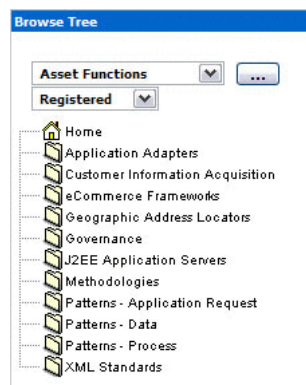 Browse Tree
Asset Functions
...
Registered
Home
Application Adapters
Customer Information Acquisition
eCommerce Frameworks
Geographic Address Locators
Governance
J2EE Application Servers
Methodologies
Patterns - Application Request
Patterns - Data
Patterns - Process
XML Standards